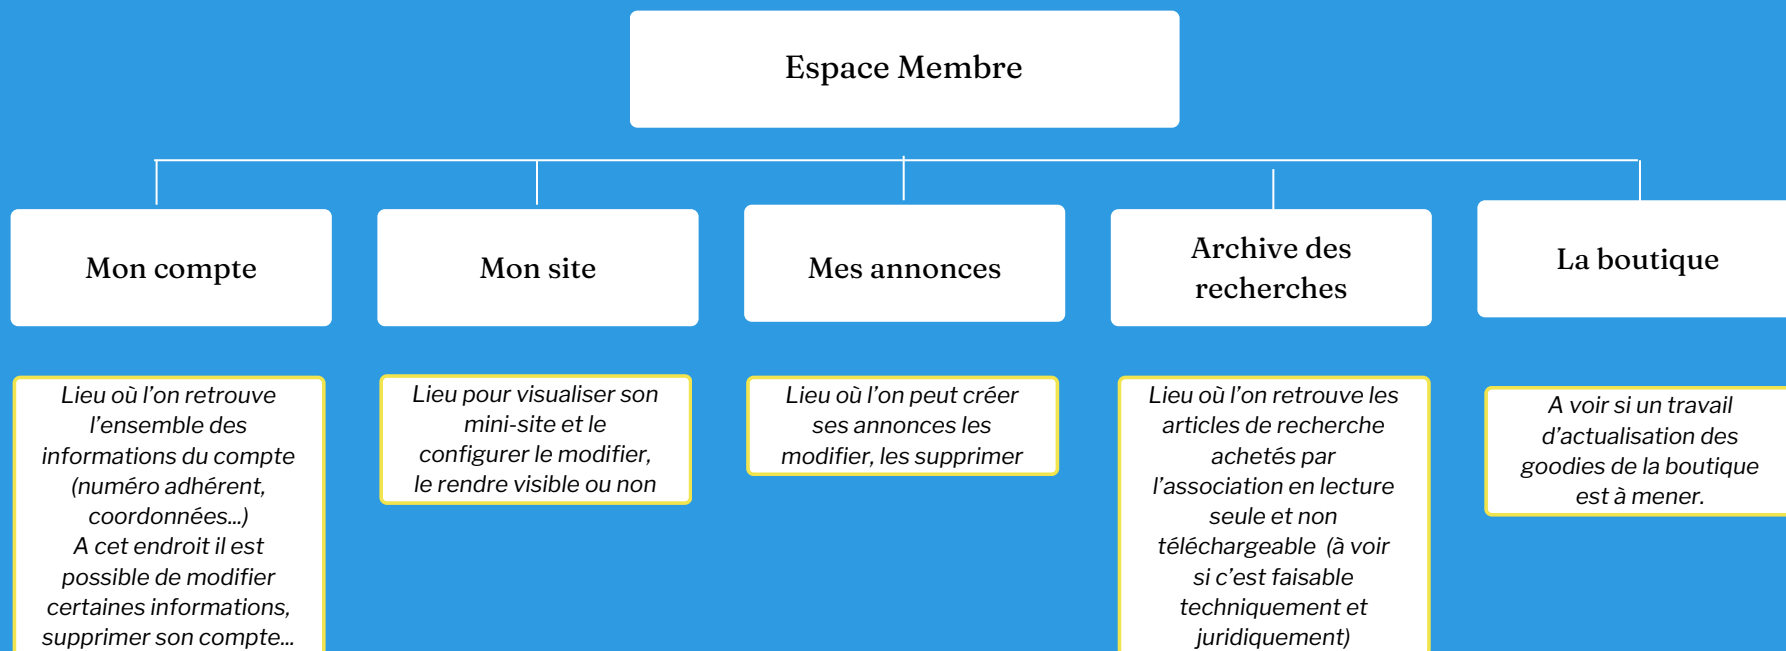 Espace Membre
Mon compte
Mon site
Mes annonces
Archive des
recherches
La boutique
Lieu où l’on retrouve
l’ensemble des
informations du compte
(numéro adhérent,
coordonnées...)
A cet endroit il est
possible de modifier
certaines informations,
supprimer son compte...
Lieu pour visualiser son
mini-site et le
configurer le modifier,
le rendre visible ou non
Lieu où l’on peut créer
ses annonces les
modifier, les supprimer
Lieu où l’on retrouve les
articles de recherche
achetés par
l’association en lecture
seule et non
téléchargeable (à voir
si c’est faisable
techniquement et
juridiquement)
A voir si un travail
d’actualisation des
goodies de la boutique
est à mener.